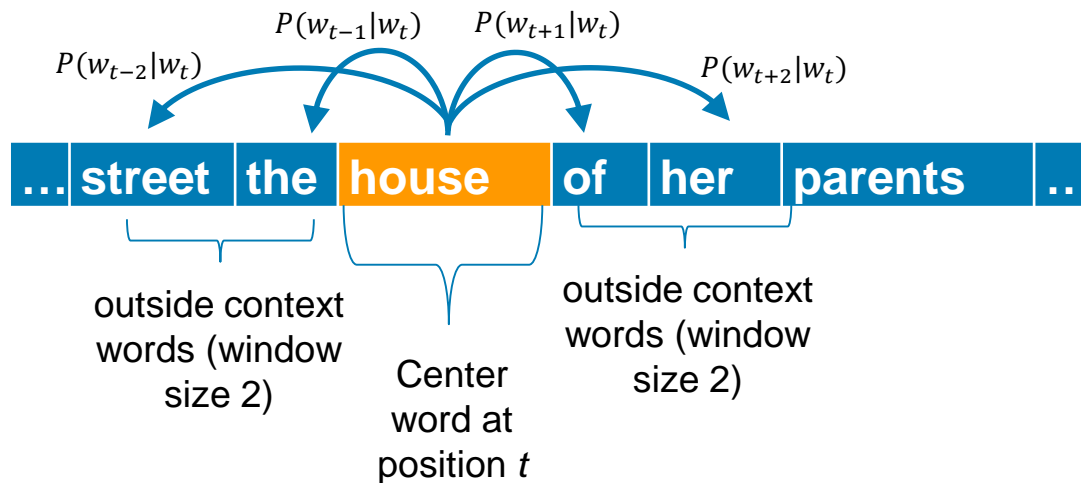 P(w_{t−1}|w_t) P(w_{t+1}|w_t)
P(w_{t−2}|w_t) P(w_{t+2}|w_t)
… street the house of her parents …
outside context
words (window
size 2)
Center
word at
position t
outside context
words (window
size 2)